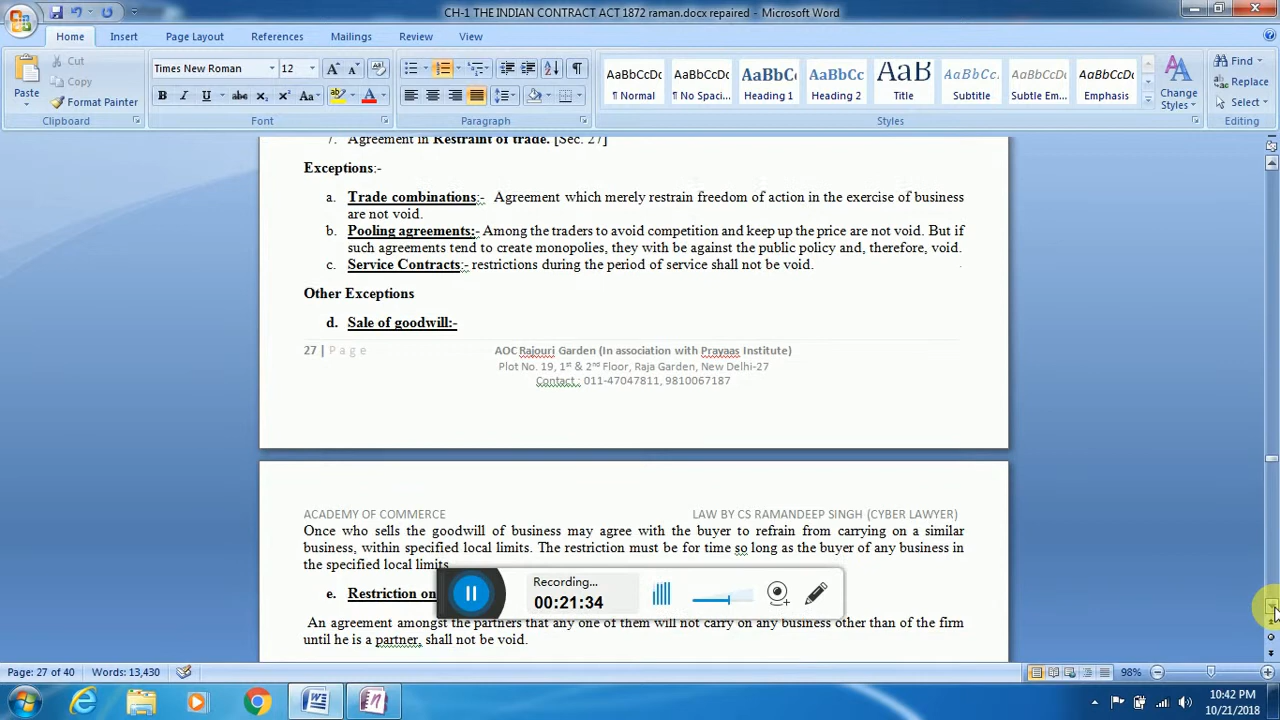 CH-1 THE INDIAN CONTRACT ACT 1872 raman.docx repaired - Microsoft Word
Home Insert Page Layout References Mailings Review View
Paste
Cut
Copy
Format Painter
Clipboard
Times New Roman 12
Font
Paragraph
AaBbCcDc AaBbCcDc AaBbC AaBbCc AaB AaBbCc. AaBbCcDc AaBbCcDc
¶ Normal ¶ No Spaci... Heading 1 Heading 2 Title Subtitle Subtle Em... Emphasis
Change Styles
Styles
Find
Replace
Select
Editing
7. Agreement in Restraint of trade. [Sec. 27]
Exceptions:-
a. Trade combinations:- Agreement which merely restrain freedom of action in the exercise of business
are not void.
b. Pooling agreements:- Among the traders to avoid competition and keep up the price are not void. But if
such agreements tend to create monopolies, they with be against the public policy and, therefore, void.
c. Service Contracts:- restrictions during the period of service shall not be void.
Other Exceptions
d. Sale of goodwill:-
27 | Page
AOC Rajouri Garden (In association with Prayaas Institute)
Plot No. 19, 1st & 2nd Floor, Raja Garden, New Delhi-27
Contact : 011-47047811, 9810067187
ACADEMY OF COMMERCE LAW BY CS RAMANDEEP SINGH (CYBER LAWYER)
Once who sells the goodwill of business may agree with the buyer to refrain from carrying on a similar
business, within specified local limits. The restriction must be for time so long as the buyer of any business in
the specified local limits
e. Restriction on
Recording...
00:21:34
An agreement amongst the partners that any one of them will not carry on any business other than of the firm
until he is a partner, shall not be void.
Page: 27 of 40 Words: 13,430 98%
10:42 PM
10/21/2018